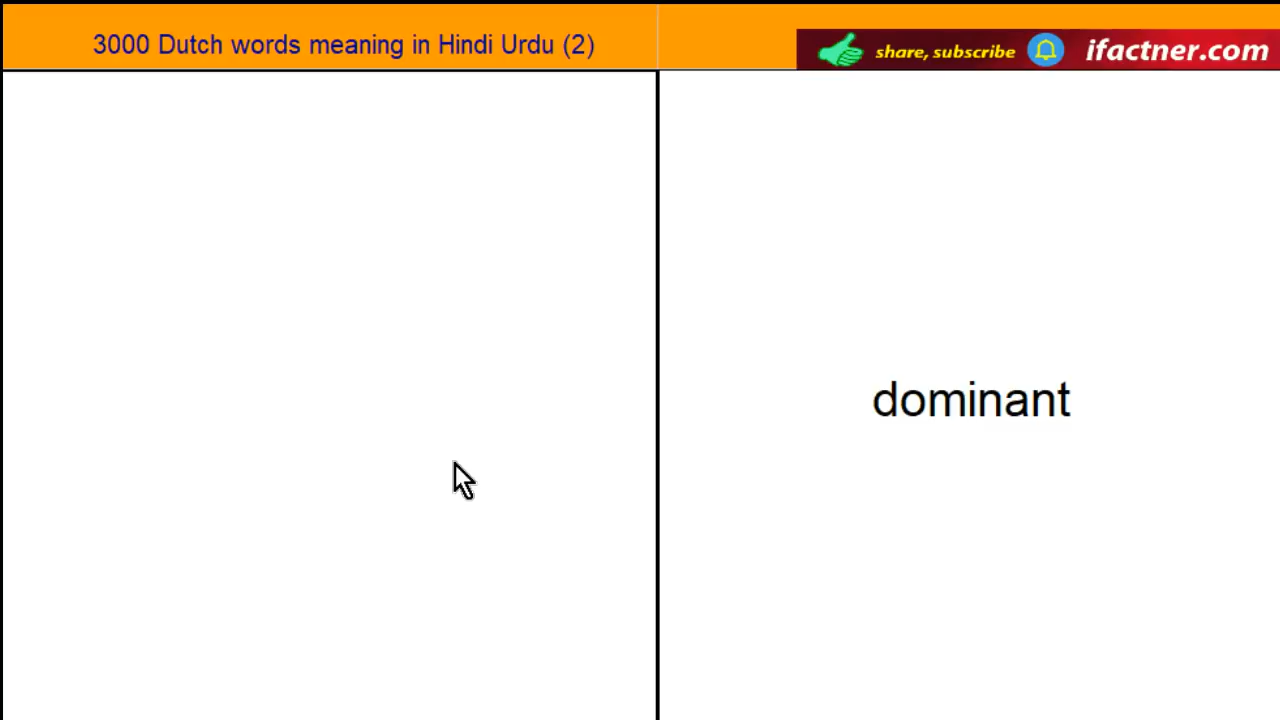 3000 Dutch words meaning in Hindi Urdu (2)
share, subscribe
ifactner.com
dominant